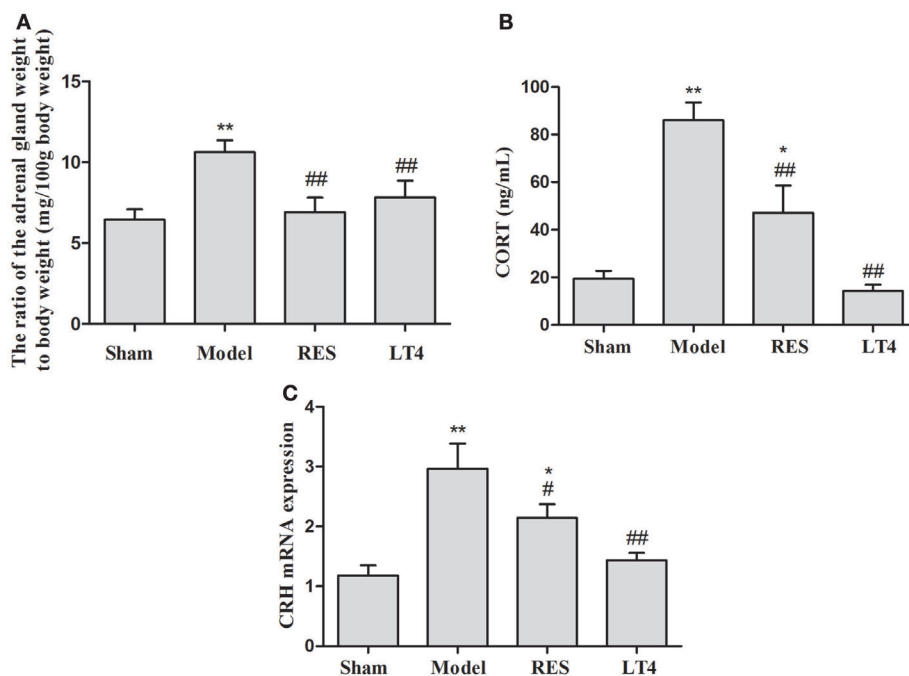 A
The ratio of the adrenal gland weight
to body weight (mg/100g body weight)
15
10
5
0
**
##
##
Sham Model RES LT4
B
CORT (ng/mL)
100
80
60
40
20
0
**
*
##
##
Sham Model RES LT4
C
CRH mRNA expression
4
3
2
1
0
**
*
#
##
Sham Model RES LT4